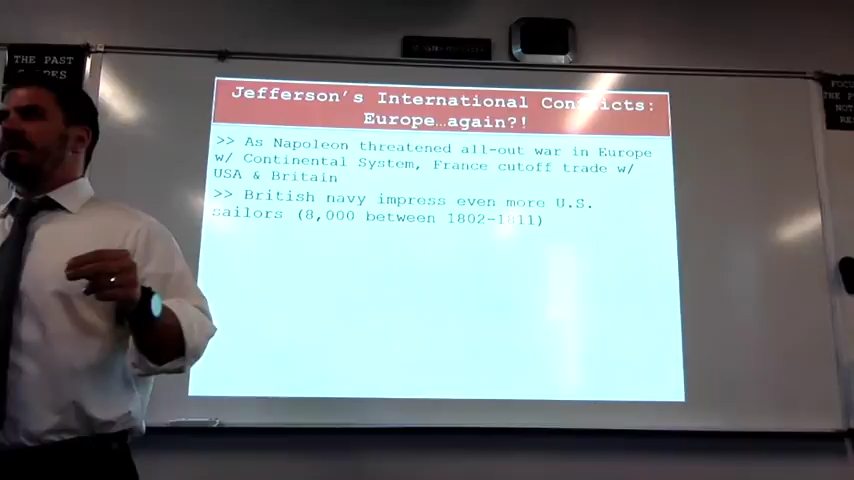 THE PAST
Jefferson's International Conflicts:
Europe…again?!
>> As Napoleon threatened all-out war in Europe
w/ Continental System, France cutoff trade w/
USA & Britain
>> British navy impress even more U.S.
sailors (8,000 between 1802-1811)